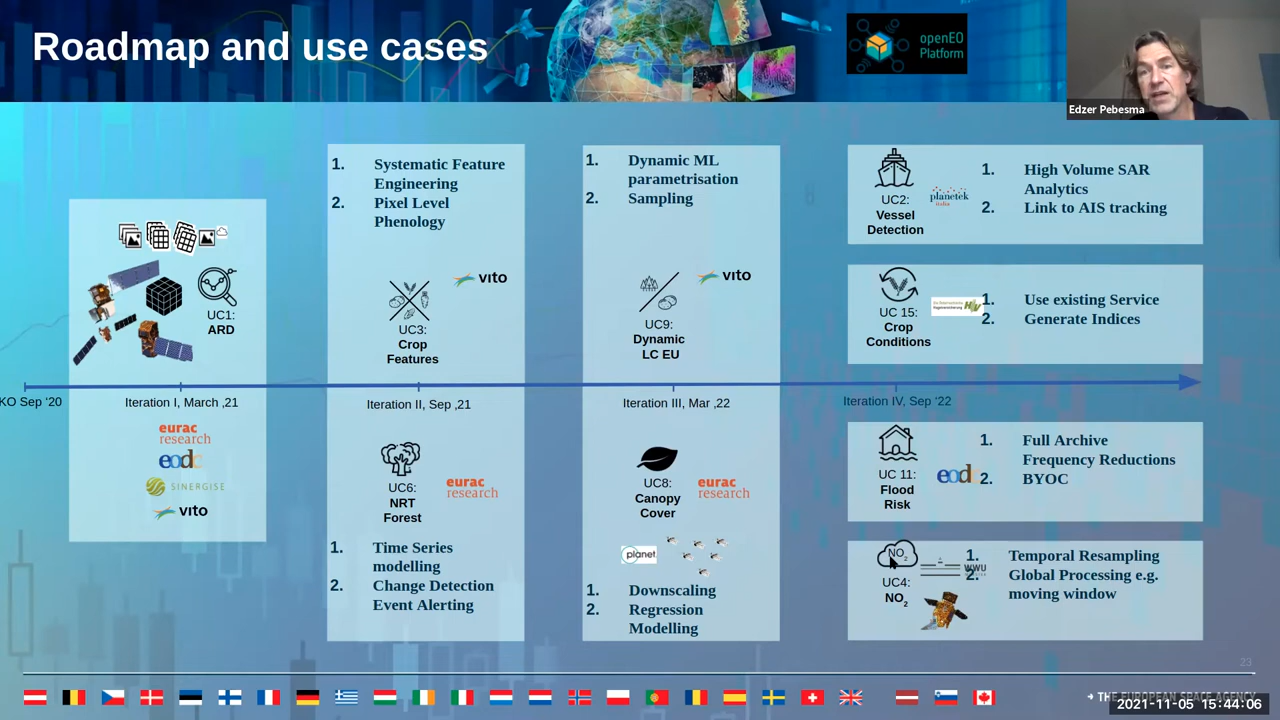 Roadmap and use cases
openEO
Platform
Edzer Pebesma
1. Systematic Feature
Engineering
2. Pixel Level
Phenology
vito
UC3:
Crop
Features
1. Dynamic ML
parametrisation
2. Sampling
vito
UC9:
Dynamic
LC EU
UC2:
Vessel
Detection
planetek
italia
1. High Volume SAR
Analytics
2. Link to AIS tracking
UC 15:
Crop
Conditions
1. Use existing Service
2. Generate Indices
UC1:
ARD
KO Sep ‘20
Iteration I, March ‚21
Iteration II, Sep ‚21
Iteration III, Mar ‚22
Iteration IV, Sep ‘22
eurac
research
eodc
SINERGISE
vito
UC6:
NRT
Forest
eurac
research
1. Time Series
modelling
2. Change Detection
Event Alerting
UC8:
Canopy
Cover
eurac
research
planet.
1. Downscaling
2. Regression
Modelling
UC 11:
Flood
Risk
eod
1. Full Archive
Frequency Reductions
2. BYOC
NO2
UC4:
NO2
WWU
1. Temporal Resampling
2. Global Processing e.g.
moving window
23
→ THE EUROPEAN SPACE AGENCY
2021-11-05 15:44:06